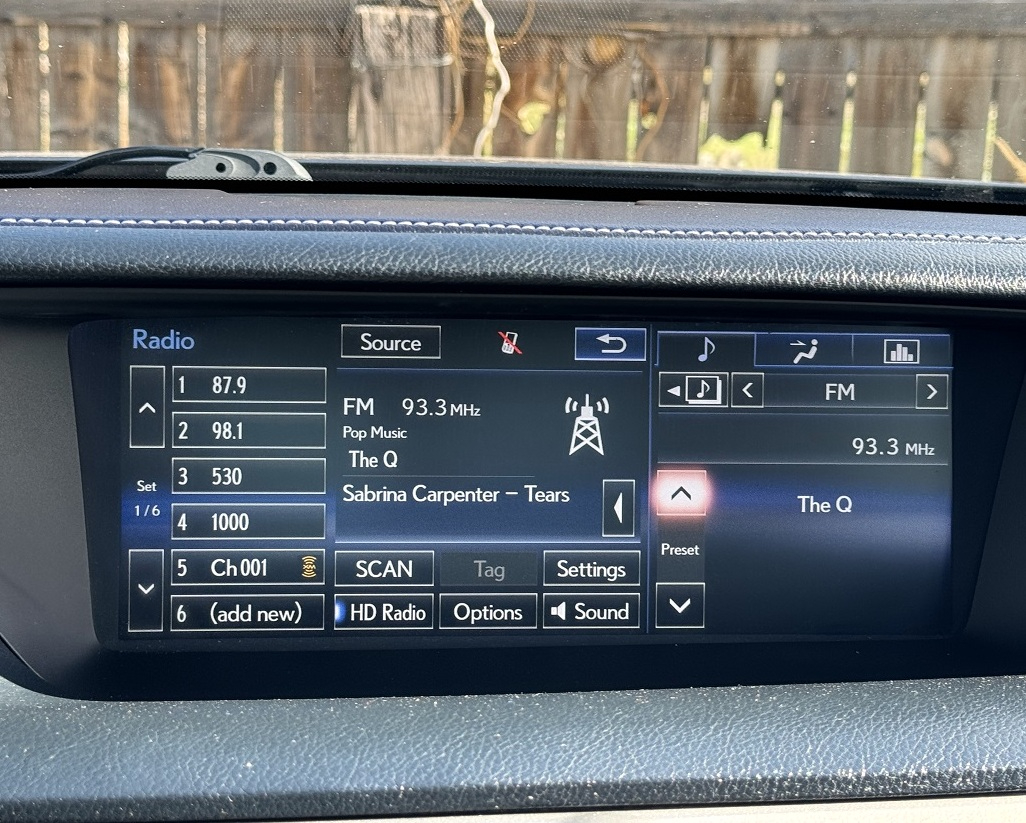 Radio
Source
1 87.9
2 98.1
3 530
4 1000
5 Ch 001
6 (add new)
Set
1/6
FM 93.3 MHz
Pop Music
The Q
Sabrina Carpenter – Tears
SCAN
Tag
Settings
HD Radio
Options
Sound
FM
93.3 MHz
The Q
Preset